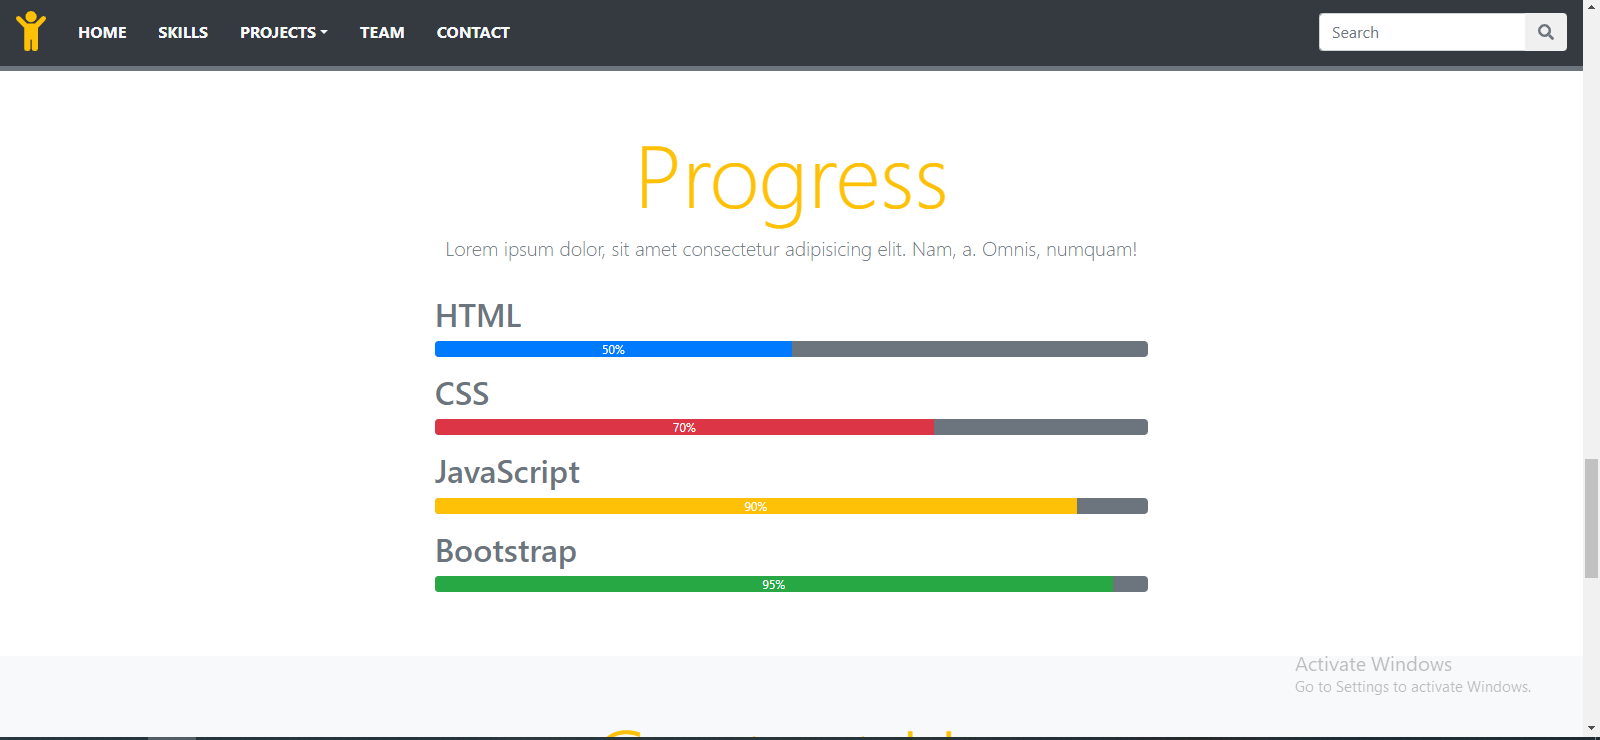 HOME SKILLS PROJECTS TEAM CONTACT Search
Progress
Lorem ipsum dolor, sit amet consectetur adipisicing elit. Nam, a. Omnis, numquam!
HTML
50%
CSS
70%
JavaScript
90%
Bootstrap
95%
Activate Windows
Go to Settings to activate Windows.